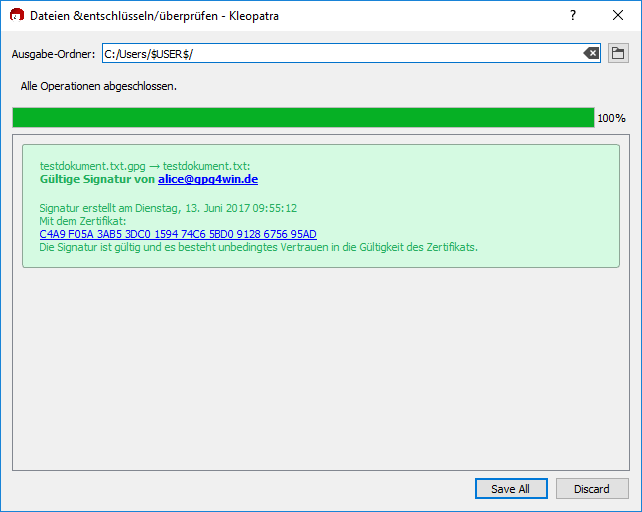 Dateien &entschlüsseln/überprüfen - Kleopatra
Ausgabe-Ordner: C:/Users/$USER$/
Alle Operationen abgeschlossen.
100%
testdokument.txt.gpg → testdokument.txt:
Gültige Signatur von alice@gpg4win.de
Signatur erstellt am Dienstag, 13. Juni 2017 09:55:12
Mit dem Zertifikat:
C4A9 F05A 3AB5 3DC0 1594 74C6 5BD0 9128 6756 95AD
Die Signatur ist gültig und es besteht unbedingtes Vertrauen in die Gültigkeit des Zertifikats.
Save All Discard